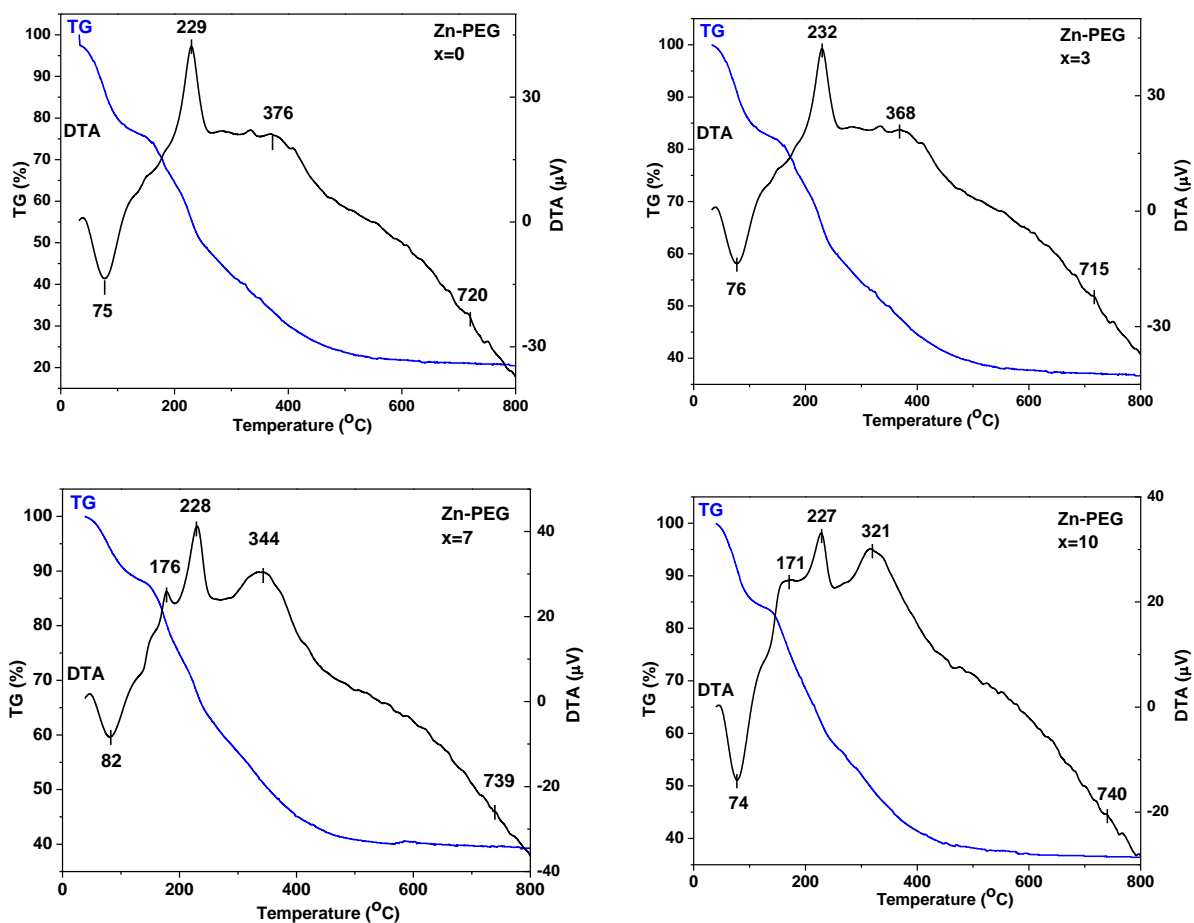 TG
229
Zn-PEG
x=0
376
DTA
75
720
100
90
80
70
60
50
40
30
20
TG (%)
30
0
-30
DTA (µV)
0 200 400 600 800
Temperature (°C)
TG
232
Zn-PEG
x=3
368
DTA
76
715
100
90
80
70
60
50
40
TG (%)
30
0
-30
DTA (µV)
0 200 400 600 800
Temperature (°C)
TG
228
Zn-PEG
x=7
176
344
DTA
82
739
100
90
80
70
60
50
40
TG (%)
40
20
0
-20
-40
DTA (µV)
0 200 400 600 800
Temperature (°C)
TG
227
321
Zn-PEG
x=10
171
DTA
74
740
100
90
80
70
60
50
40
TG (%)
40
20
0
-20
DTA (µV)
0 200 400 600 800
Temperature (°C)